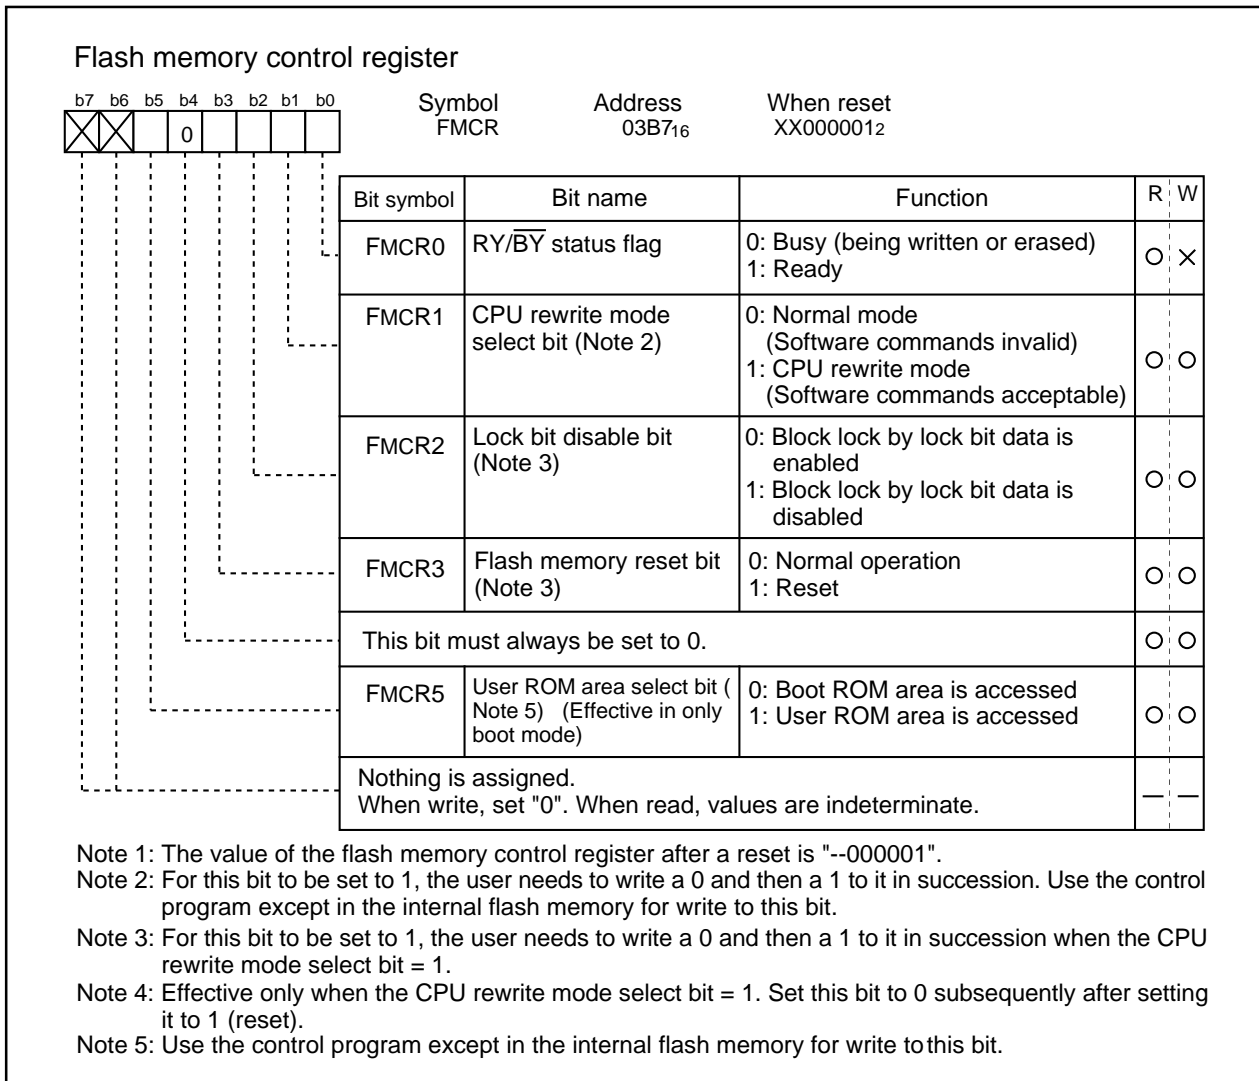 Flash memory control register
b7 b6 b5 b4 b3 b2 b1 b0
Symbol Address When reset
FMCR 03B716 XX0000012
0
Bit symbol Bit name Function R W
FMCR0 RY/BY status flag 0: Busy (being written or erased)
1: Ready
FMCR1 CPU rewrite mode 0: Normal mode
select bit (Note 2) (Software commands invalid)
1: CPU rewrite mode
(Software commands acceptable)
FMCR2 Lock bit disable bit 0: Block lock by lock bit data is
(Note 3) enabled
1: Block lock by lock bit data is
disabled
FMCR3 Flash memory reset bit 0: Normal operation
(Note 3) 1: Reset
This bit must always be set to 0.
FMCR5 User ROM area select bit ( 0: Boot ROM area is accessed
Note 5) (Effective in only 1: User ROM area is accessed
boot mode)
Nothing is assigned.
When write, set "0". When read, values are indeterminate.
Note 1: The value of the flash memory control register after a reset is "--000001".
Note 2: For this bit to be set to 1, the user needs to write a 0 and then a 1 to it in succession. Use the control
program except in the internal flash memory for write to this bit.
Note 3: For this bit to be set to 1, the user needs to write a 0 and then a 1 to it in succession when the CPU
rewrite mode select bit = 1.
Note 4: Effective only when the CPU rewrite mode select bit = 1. Set this bit to 0 subsequently after setting
it to 1 (reset).
Note 5: Use the control program except in the internal flash memory for write to this bit.